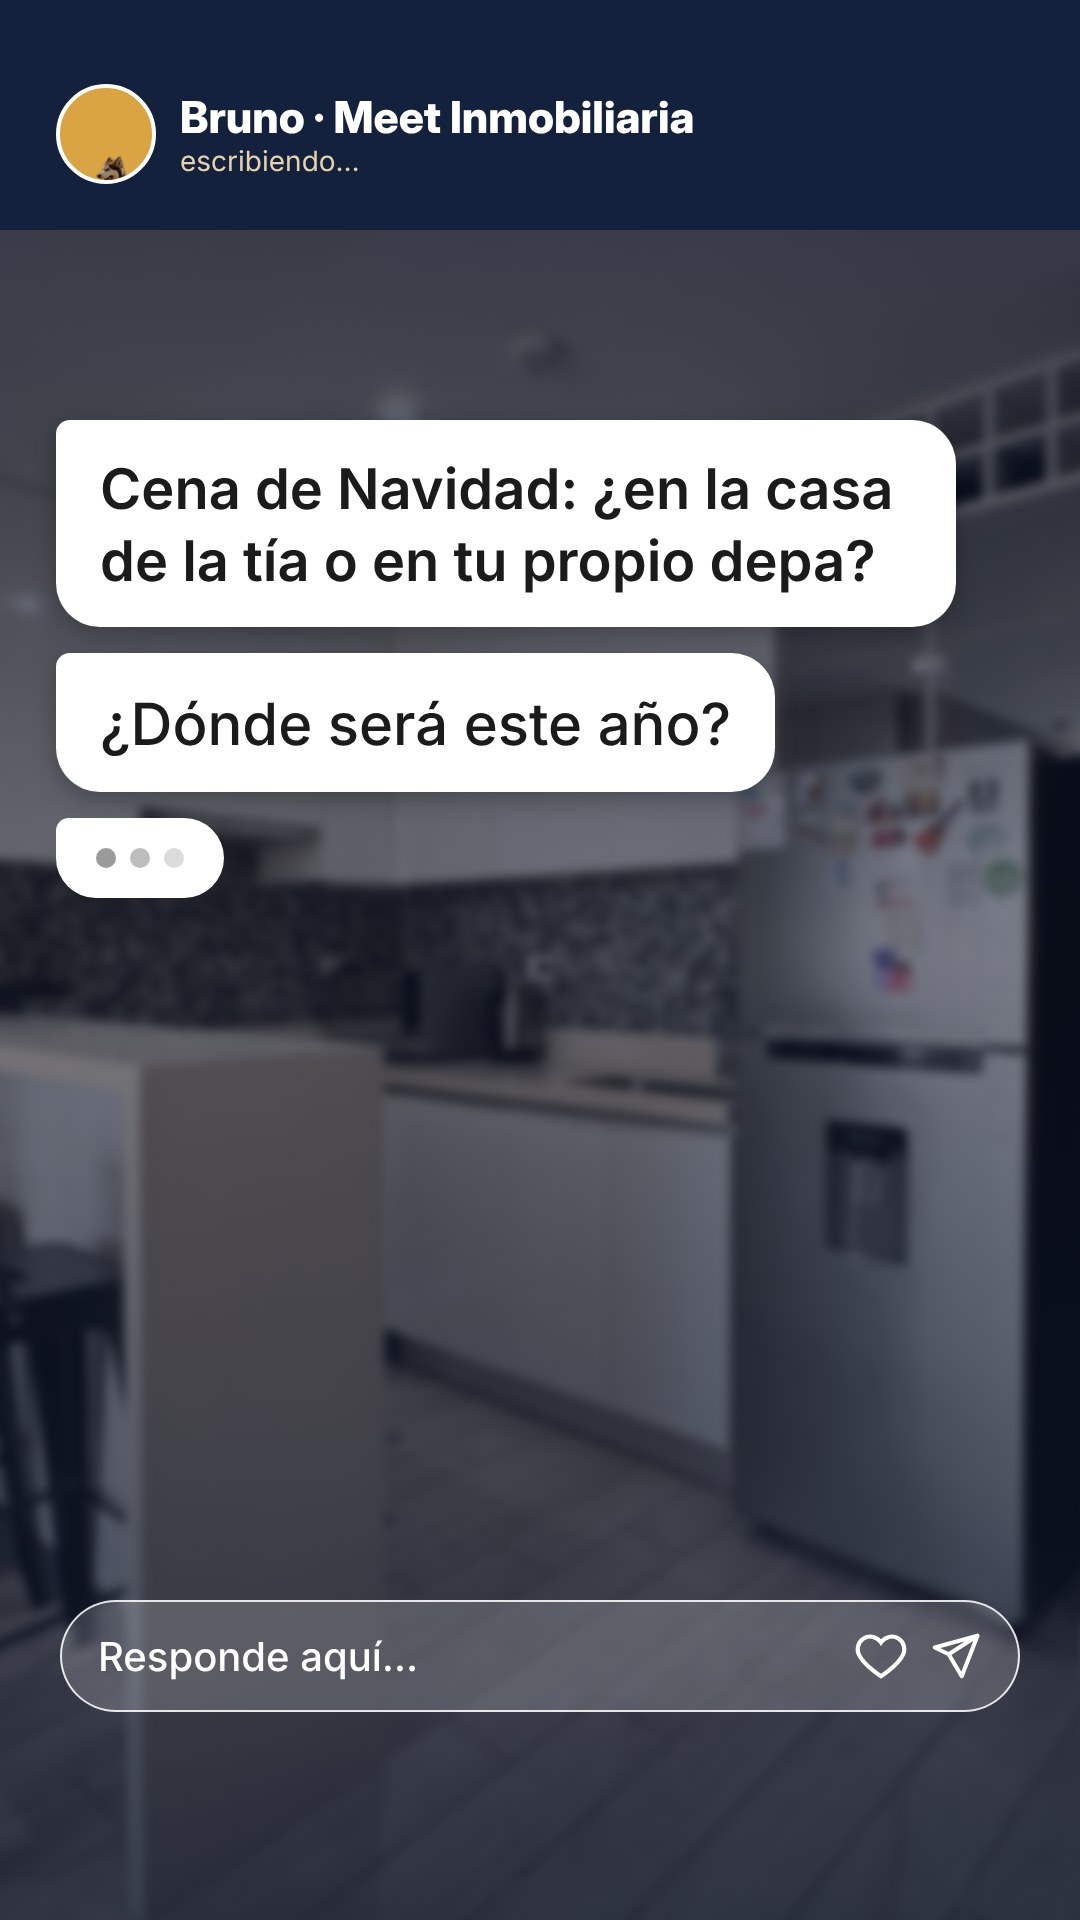 Bruno · Meet Inmobiliaria
escribiendo...
Cena de Navidad: ¿en la casa
de la tía o en tu propio depa?
¿Dónde será este año?
Responde aquí...